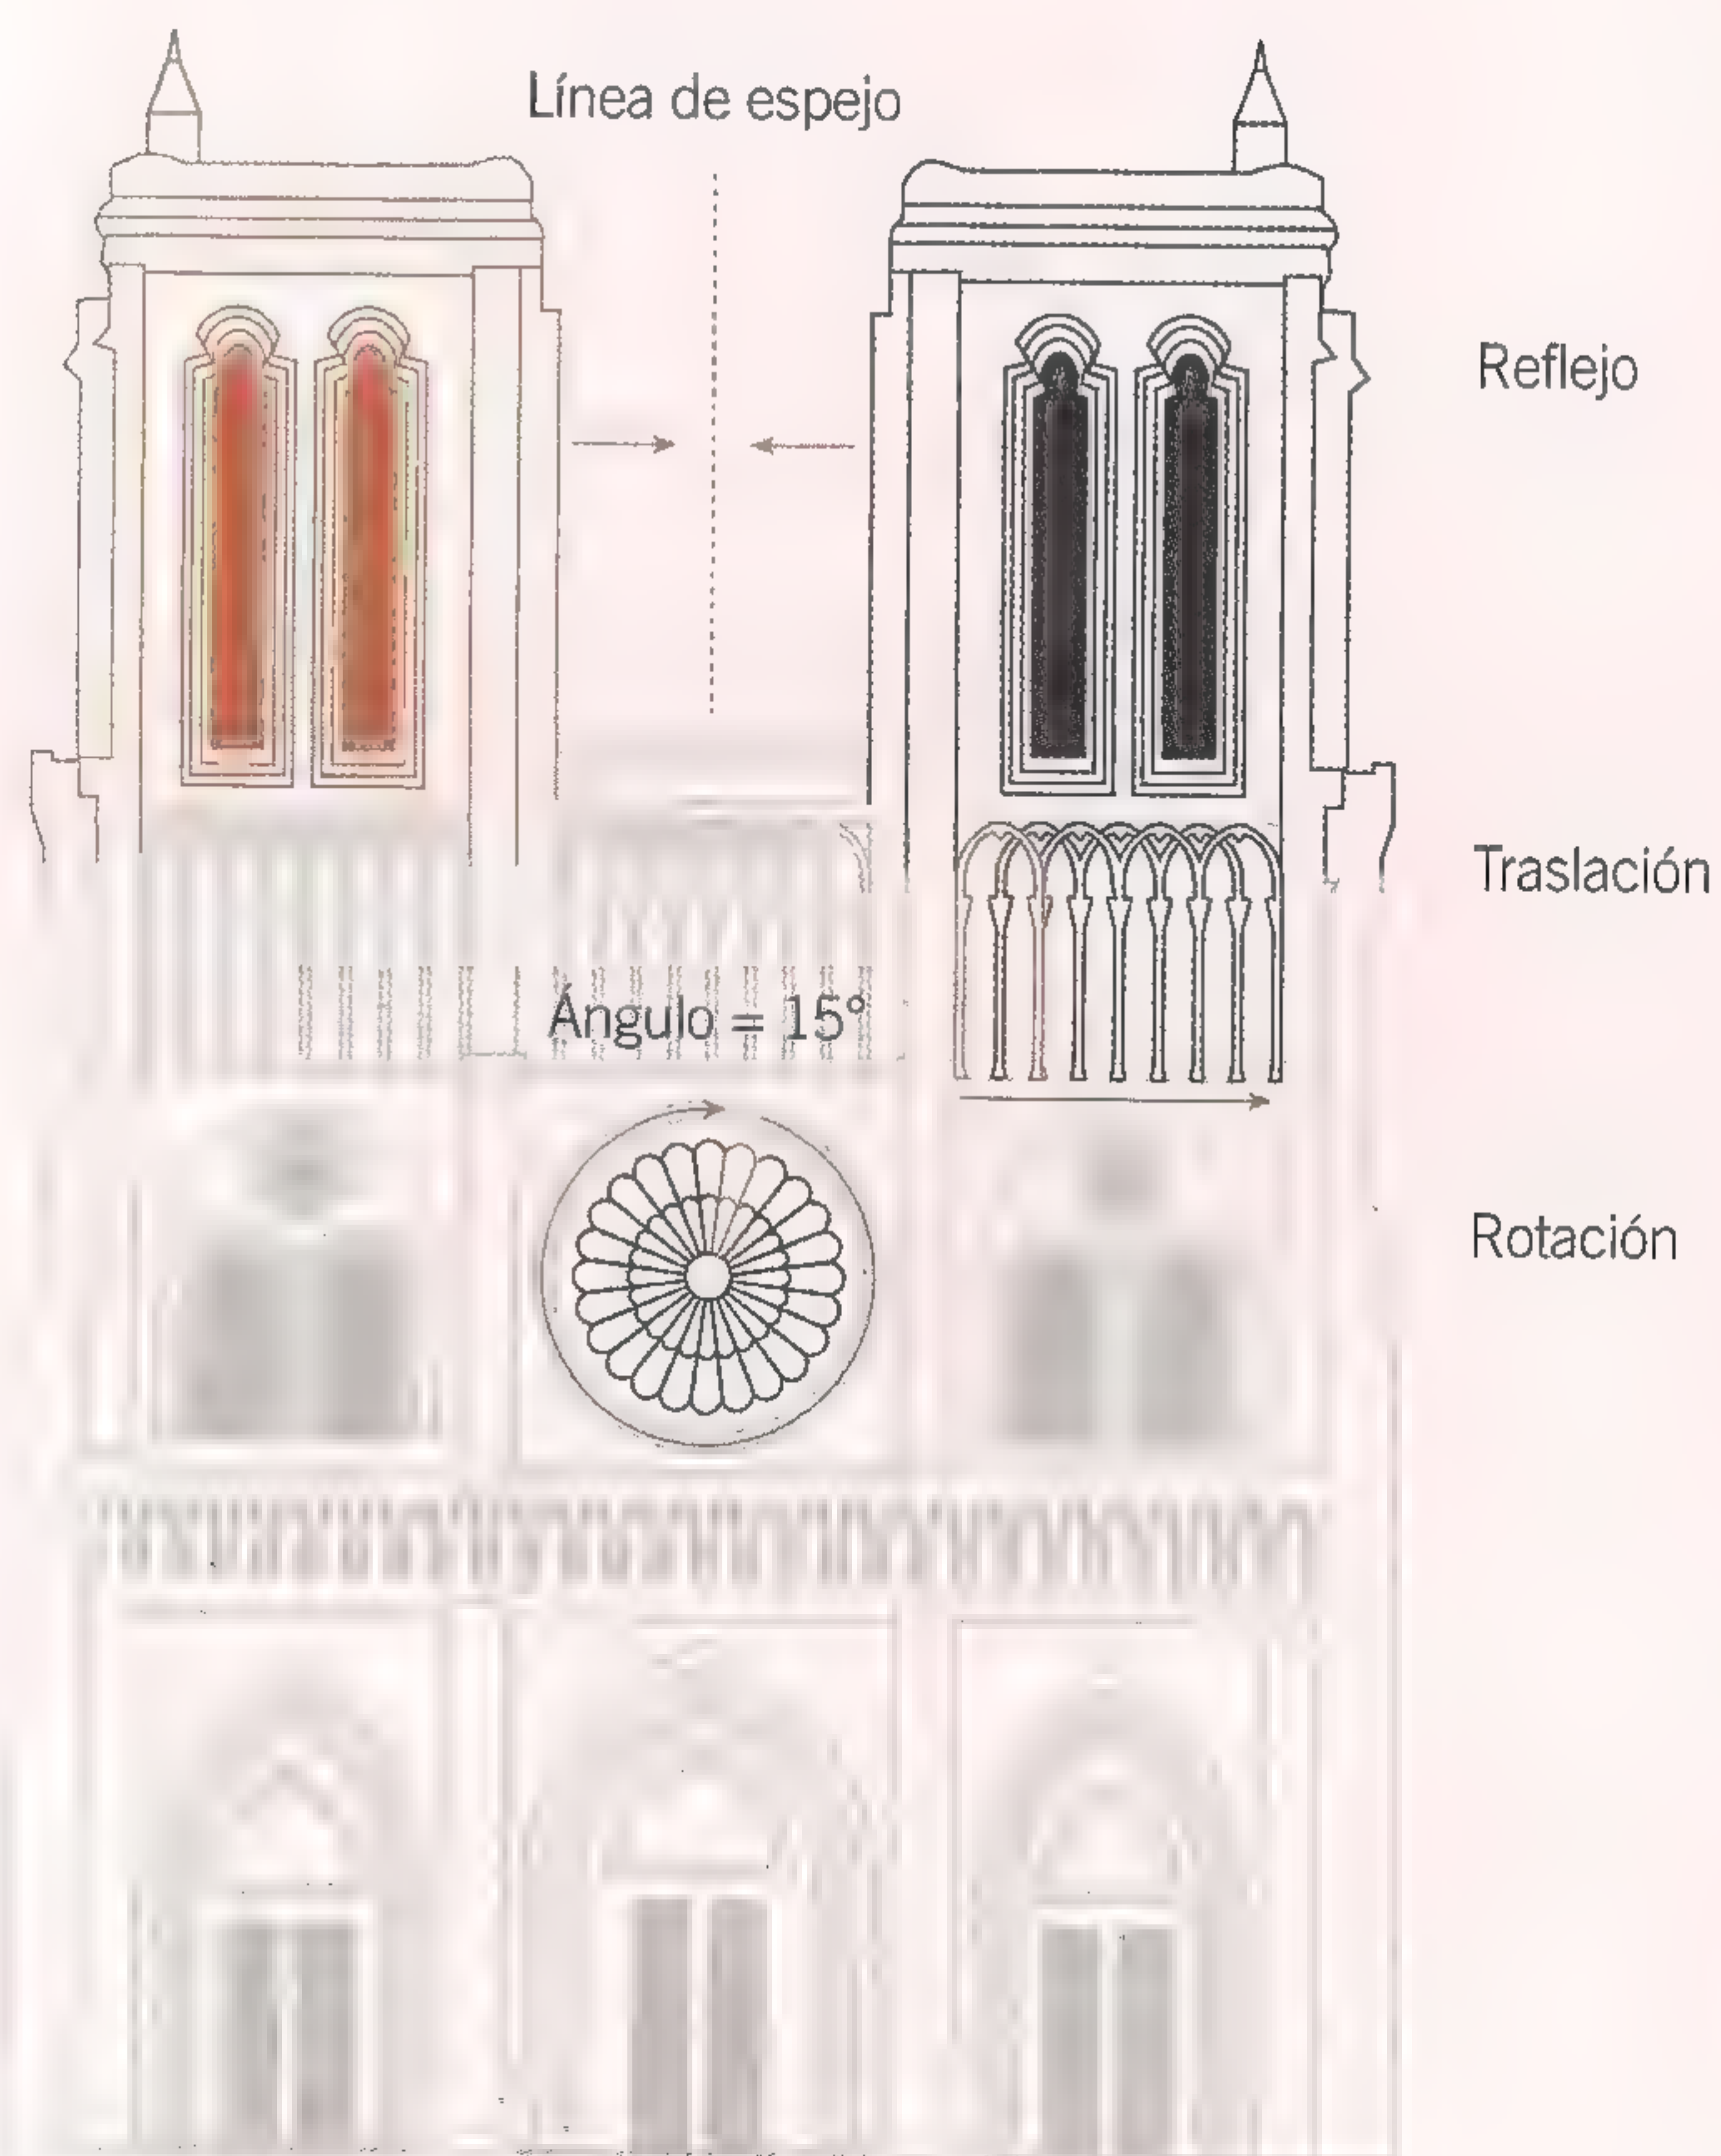 Línea de espejo
Reflejo
Traslación
Ángulo = 15°
Rotación